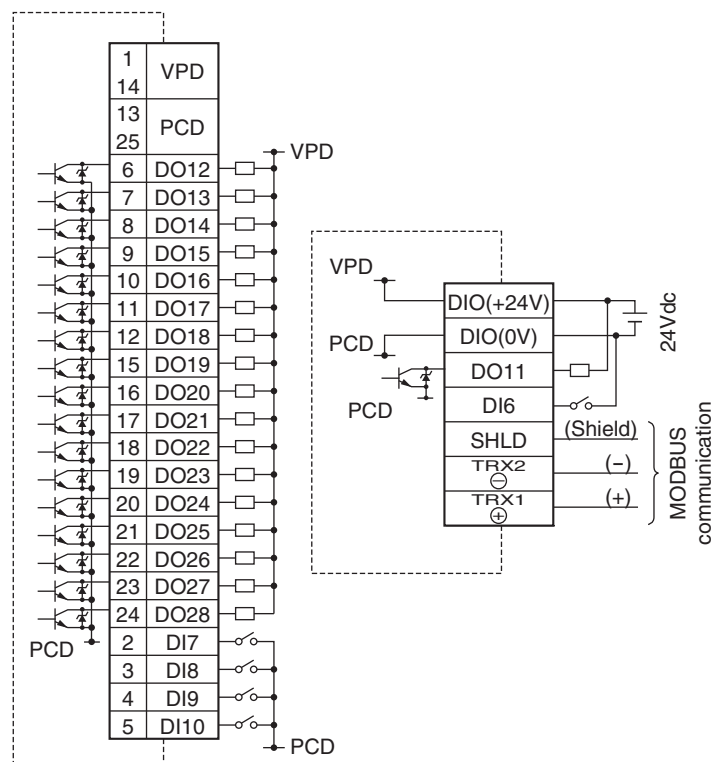 1
14 VPD
13
25 PCD
VPD
6 DO12
7 DO13
8 DO14
9 DO15
10 DO16
11 DO17
12 DO18
15 DO19
16 DO20
17 DO21
18 DO22
19 DO23
20 DO24
21 DO25
22 DO26
23 DO27
24 DO28
PCD
2 DI7
3 DI8
4 DI9
5 DI10
PCD
VPD
DIO(+24V)
24Vdc
PCD
DIO(0V)
DO11
PCD
DI6
SHLD (Shield)
TRX2 (−)
⊖
TRX1 (+)
⊕
MODBUS
communication